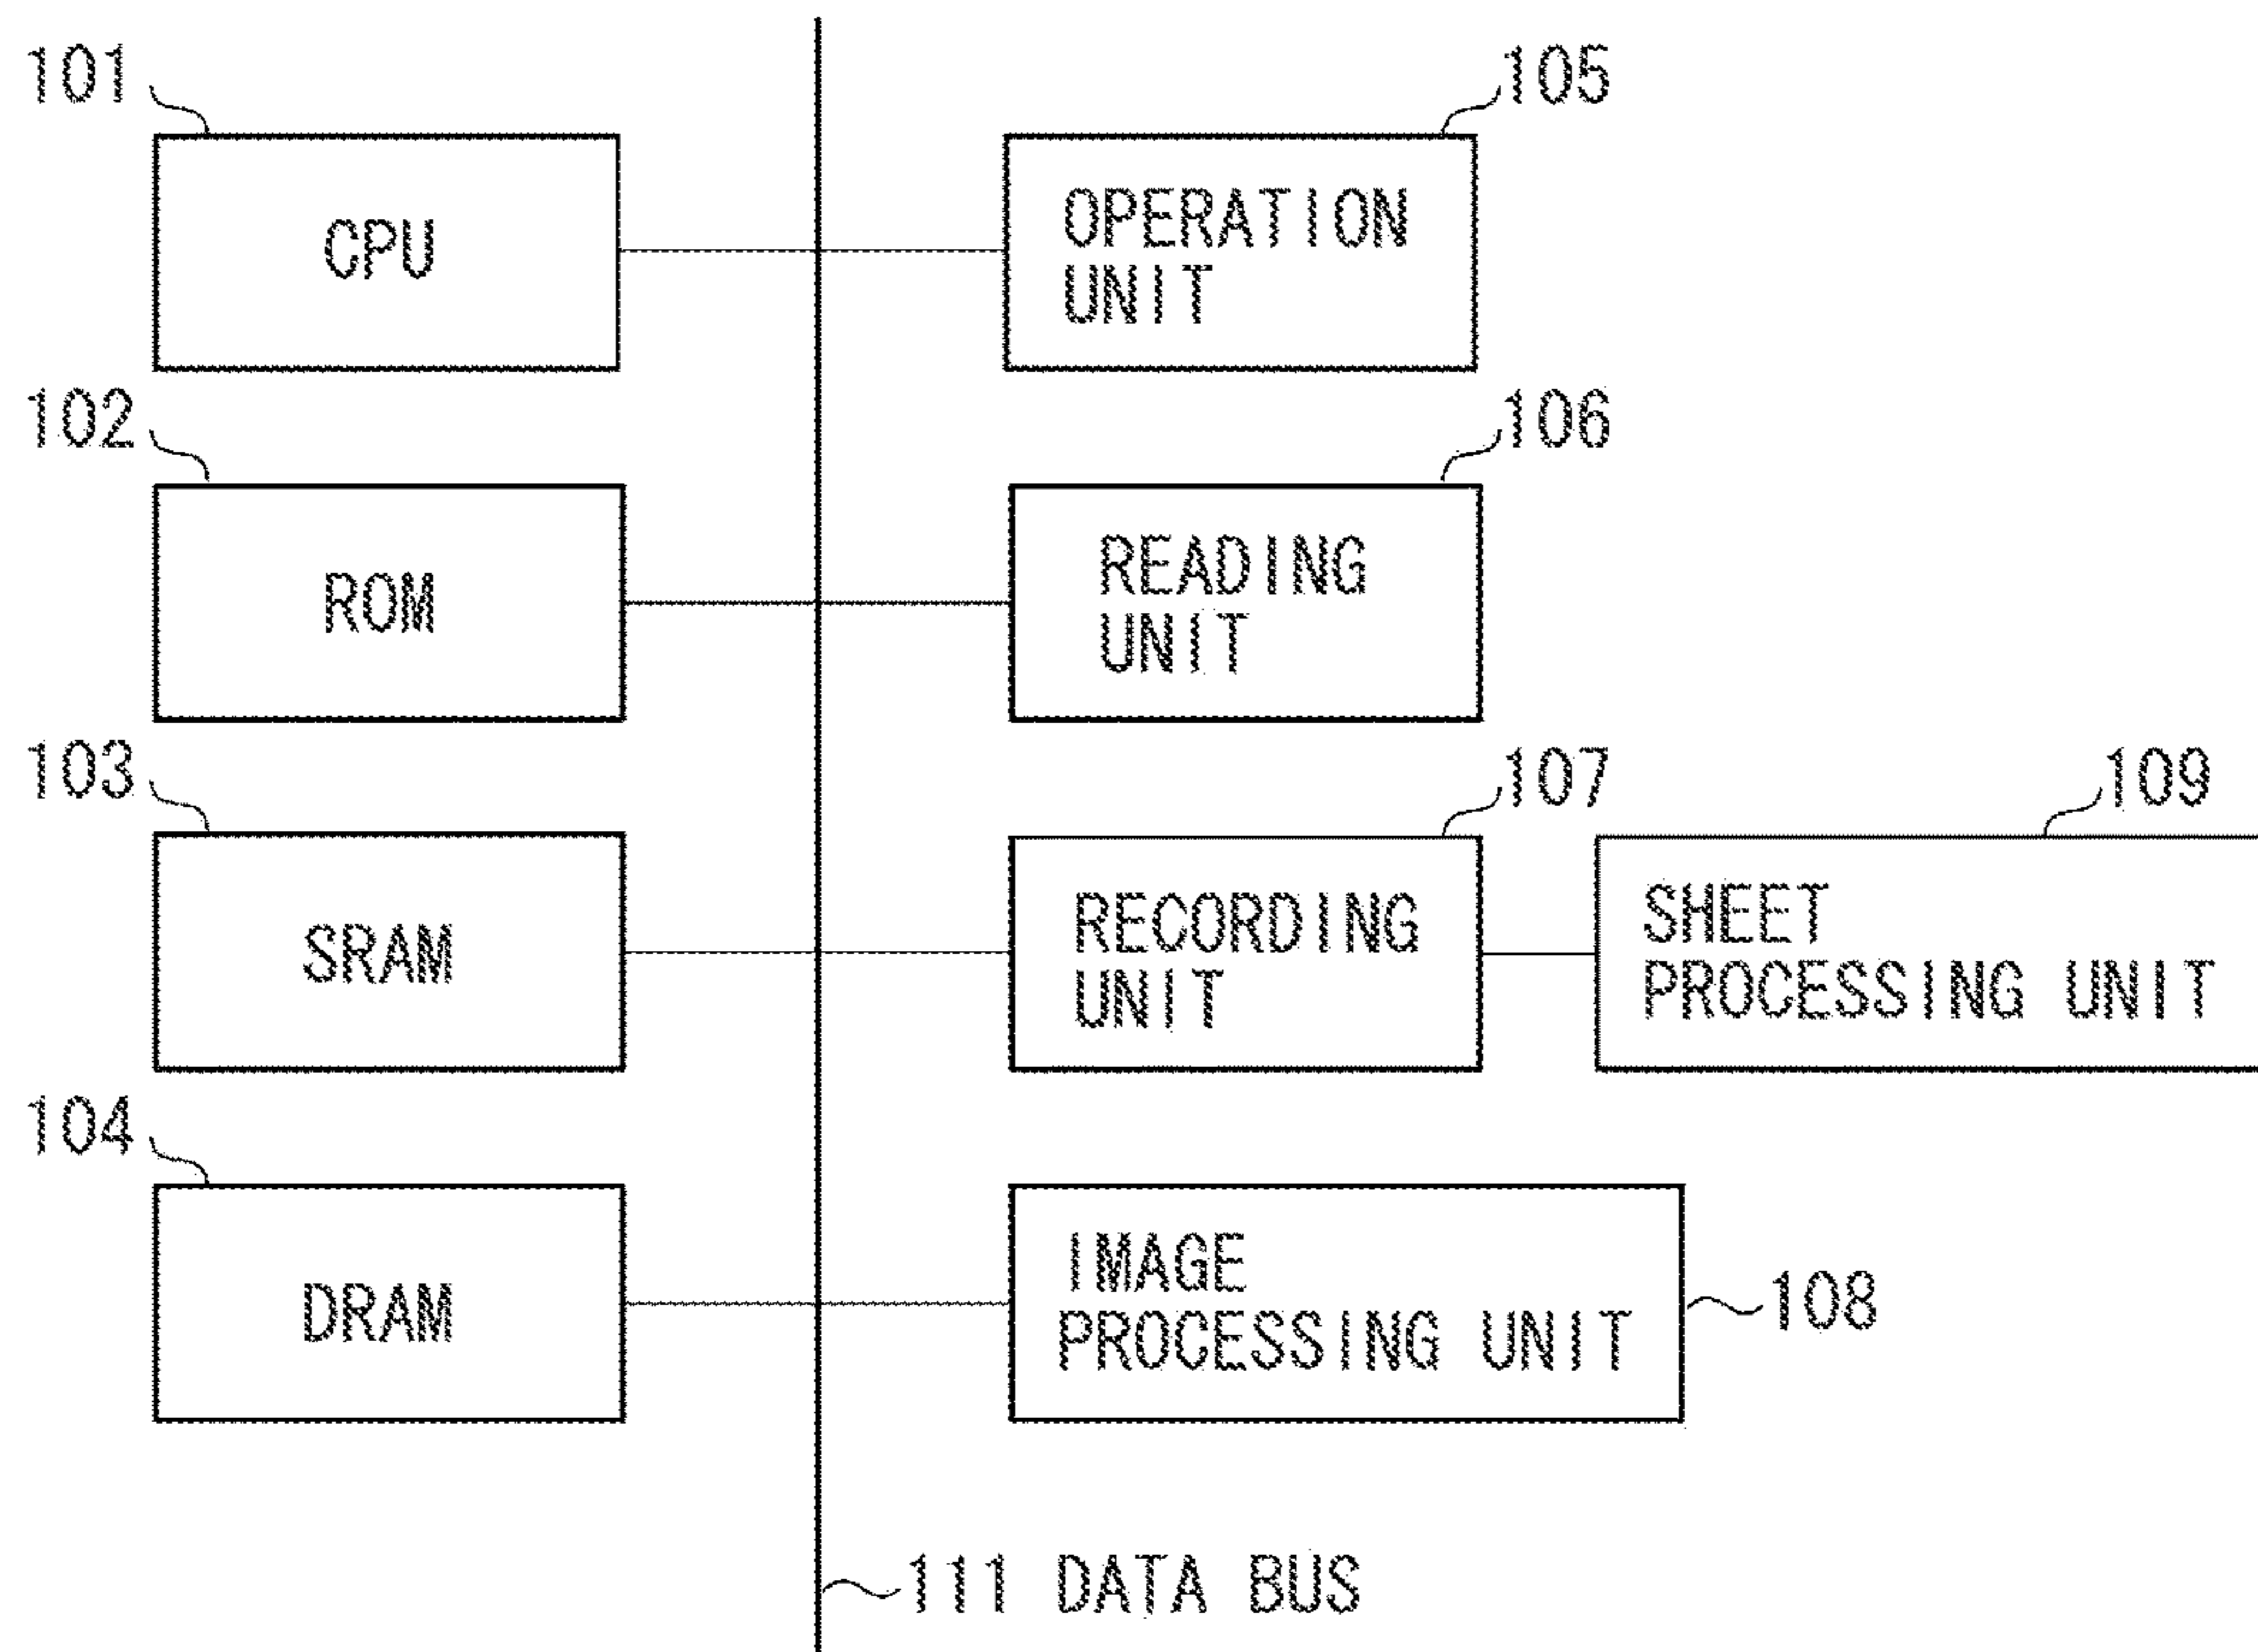 101
CPU
105
OPERATION
UNIT
102
ROM
106
READING
UNIT
103
SRAM
107
RECORDING
UNIT
109
SHEET
PROCESSING UNIT
104
DRAM
IMAGE
PROCESSING UNIT
108
111 DATA BUS